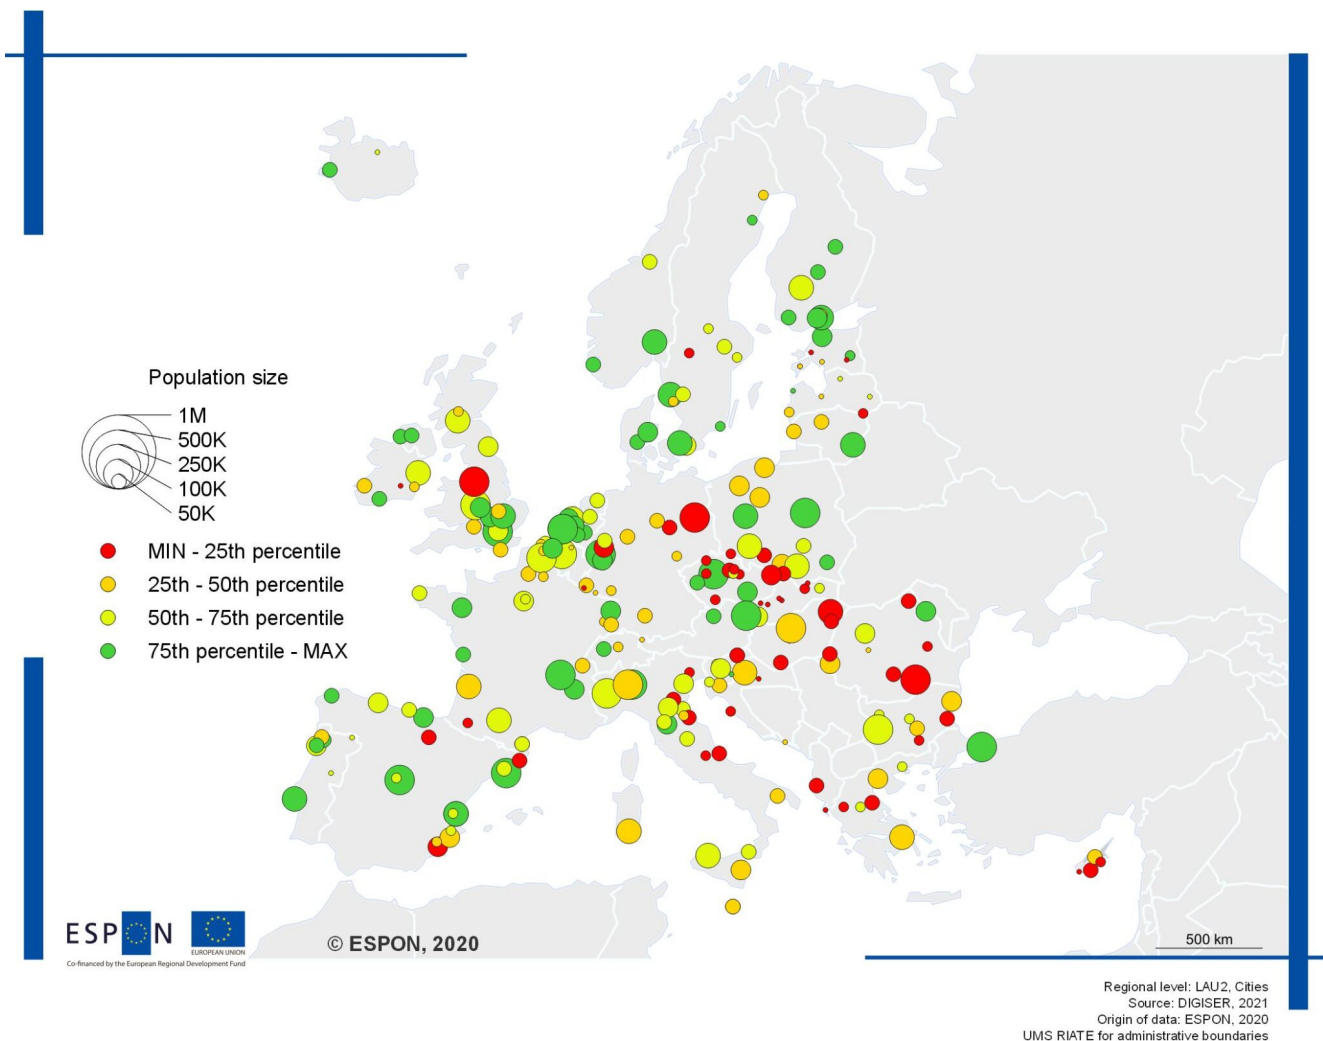 Population size
1M
500K
250K
100K
50K
MIN - 25th percentile
25th - 50th percentile
50th - 75th percentile
75th percentile - MAX
ESPON
EUROPEAN UNION
Co-financed by the European Regional Development Fund
© ESPON, 2020
500 km
Regional level: LAU2, Cities
Source: DIGISER, 2021
Origin of data: ESPON, 2020
UMS RIATE for administrative boundaries